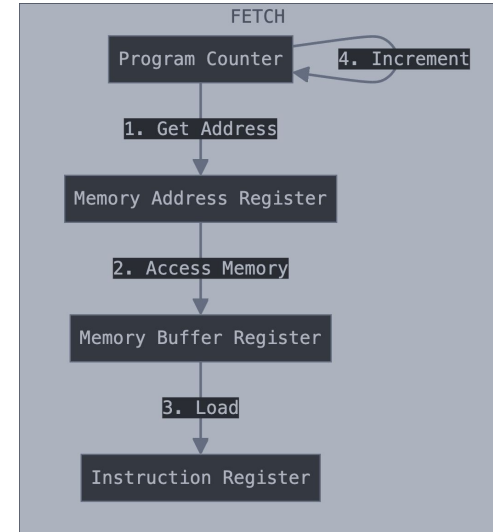 FETCH
Program Counter
4. Increment
1. Get Address
Memory Address Register
2. Access Memory
Memory Buffer Register
3. Load
Instruction Register